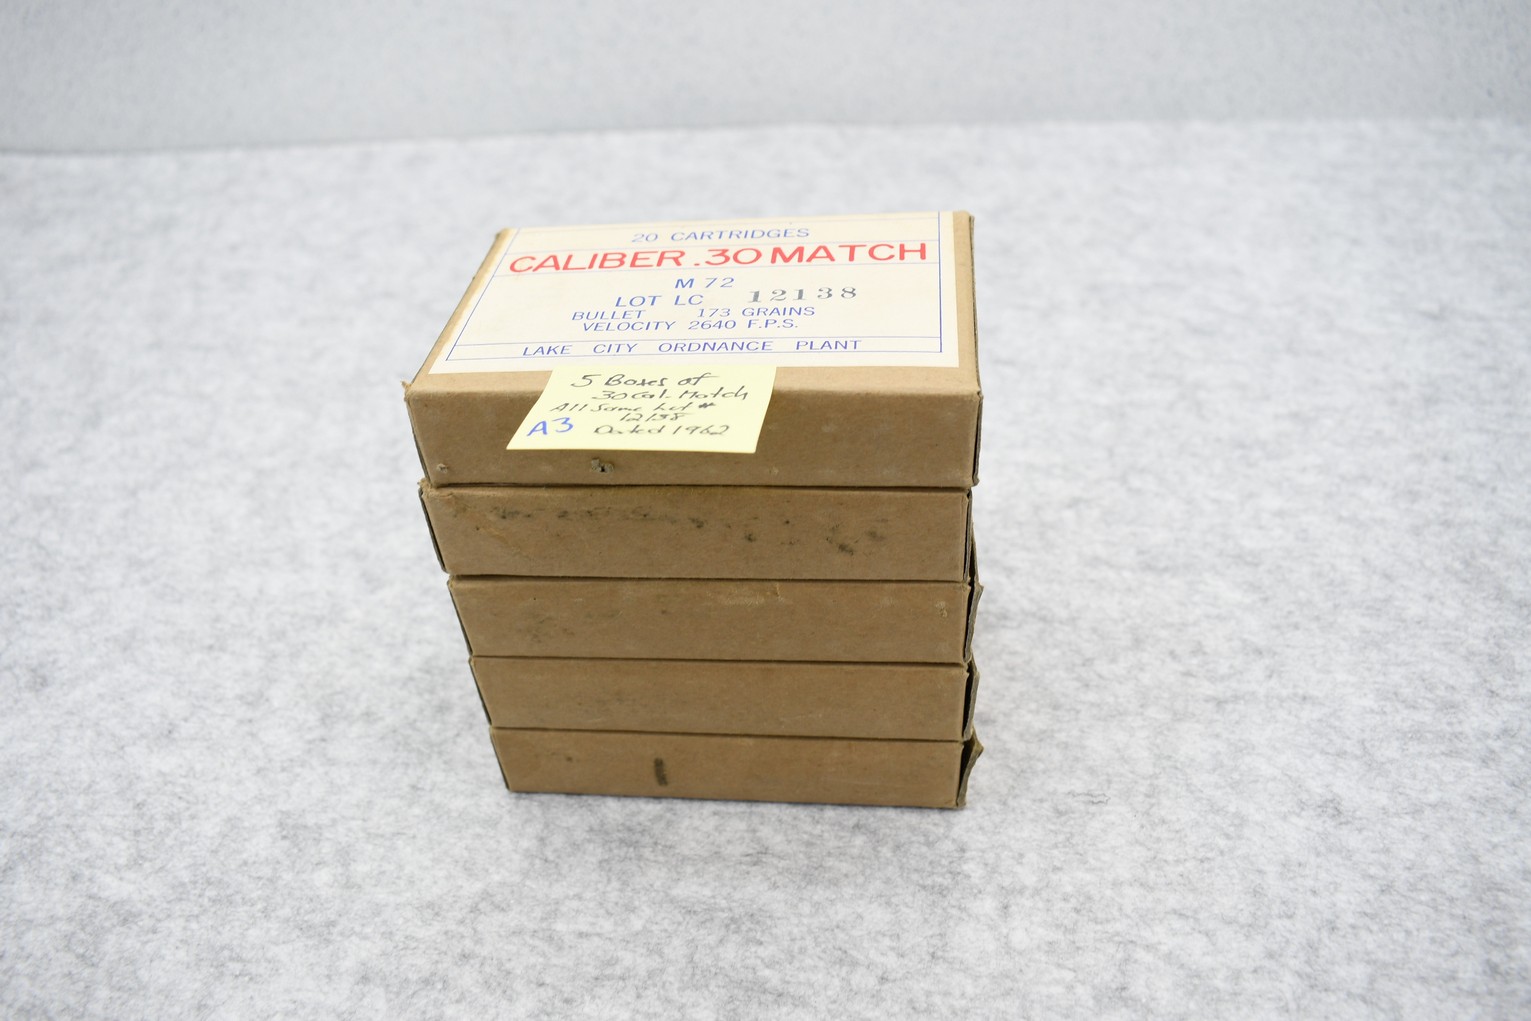 20 CARTRIDGES
CALIBER .30 MATCH
M 72
LOT LC 12138
BULLET 173 GRAINS
VELOCITY 2640 F.P.S.
LAKE CITY ORDNANCE PLANT
5 Boxes of
30 Cal. Match
All Same Lot #
12138
A3 Dated 1962